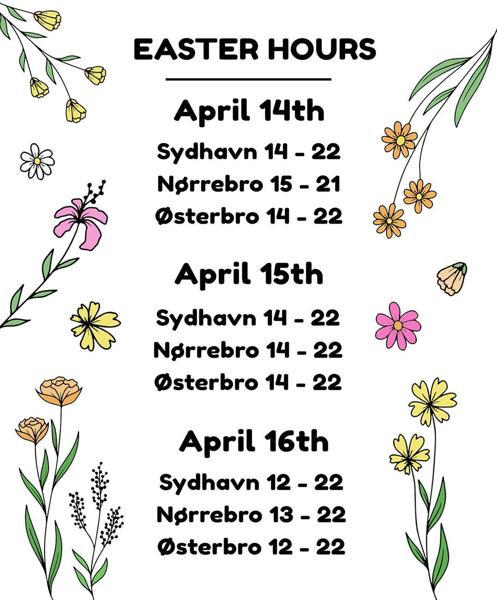 EASTER HOURS
April 14th
Sydhavn 14 - 22
Nørrebro 15 - 21
Østerbro 14 - 22
April 15th
Sydhavn 14 - 22
Nørrebro 14 - 22
Østerbro 14 - 22
April 16th
Sydhavn 12 - 22
Nørrebro 13 - 22
Østerbro 12 - 22